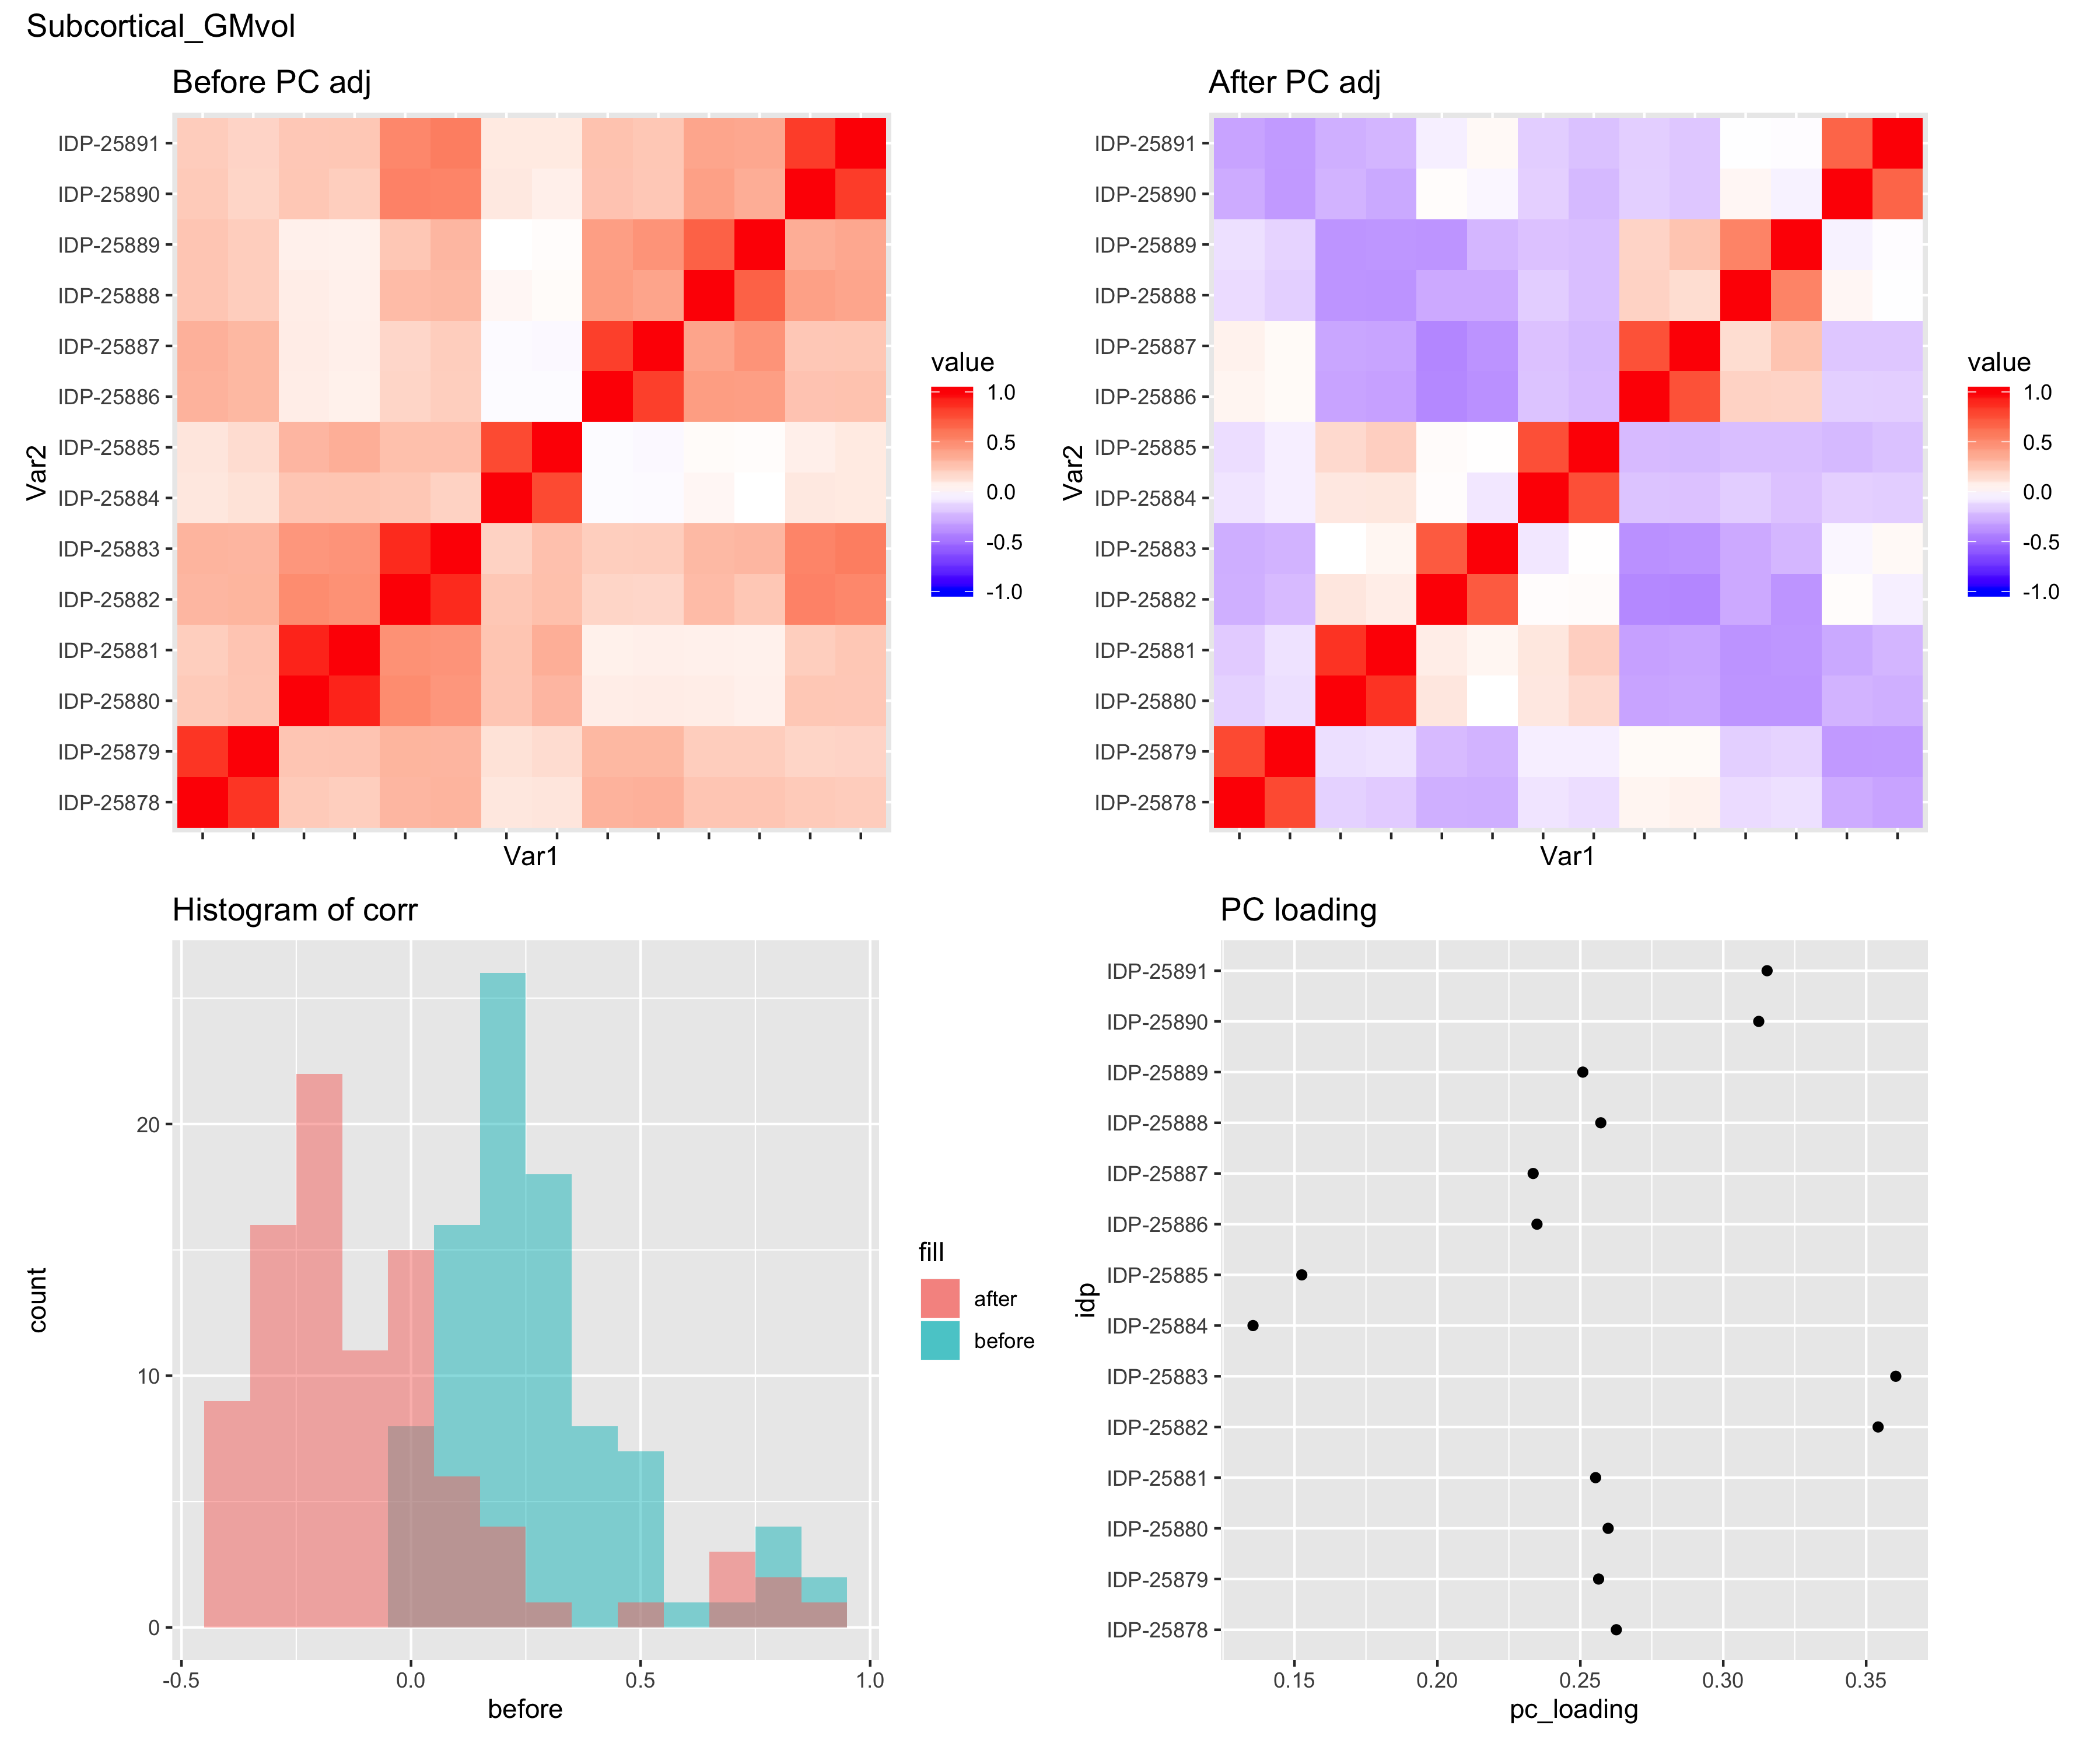 Subcortical_GMvol
Before PC adj
IDP-25891
IDP-25890
IDP-25889
IDP-25888
IDP-25887
IDP-25886
IDP-25885
IDP-25884
IDP-25883
IDP-25882
IDP-25881
IDP-25880
IDP-25879
IDP-25878
Var2
Var1
value
1.0
0.5
0.0
-0.5
-1.0
After PC adj
IDP-25891
IDP-25890
IDP-25889
IDP-25888
IDP-25887
IDP-25886
IDP-25885
IDP-25884
IDP-25883
IDP-25882
IDP-25881
IDP-25880
IDP-25879
IDP-25878
Var2
Var1
value
1.0
0.5
0.0
-0.5
-1.0
Histogram of corr
20
10
0
count
-0.5 0.0 0.5 1.0
before
fill
after
before
PC loading
IDP-25891
IDP-25890
IDP-25889
IDP-25888
IDP-25887
IDP-25886
IDP-25885
IDP-25884
IDP-25883
IDP-25882
IDP-25881
IDP-25880
IDP-25879
IDP-25878
idp
0.15 0.20 0.25 0.30 0.35
pc_loading